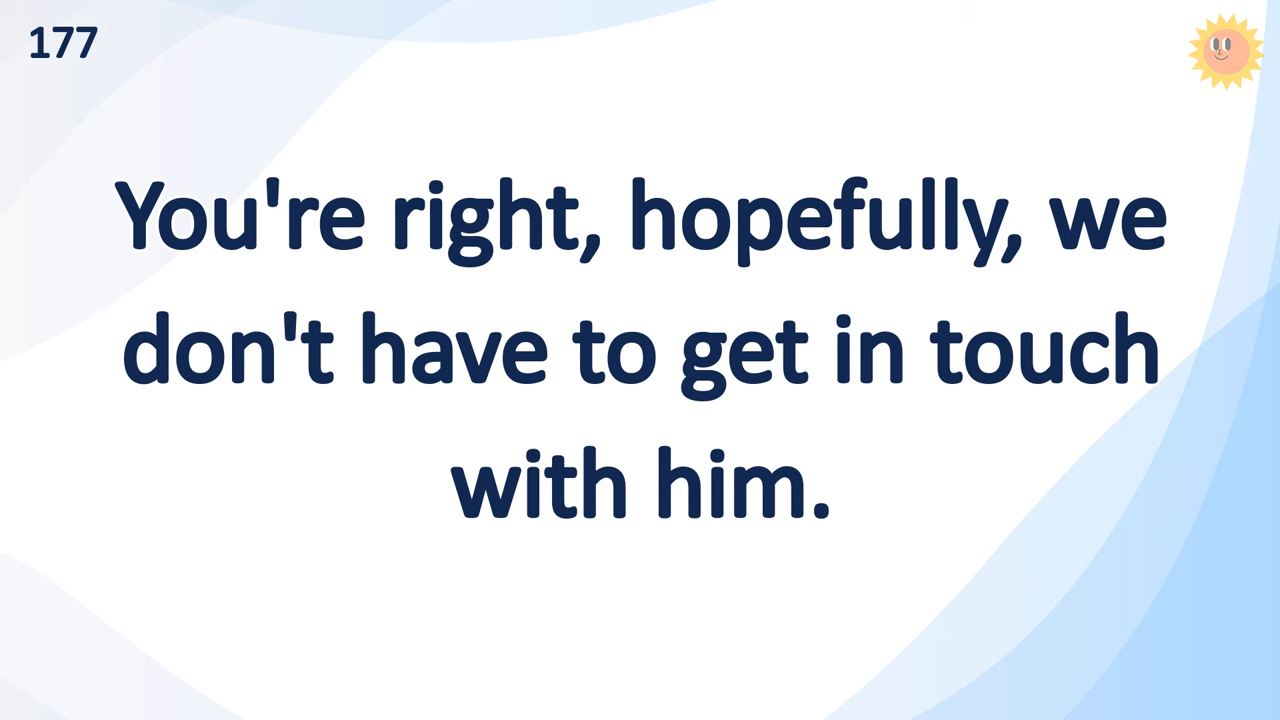 177
You're right, hopefully, we
don't have to get in touch
with him.